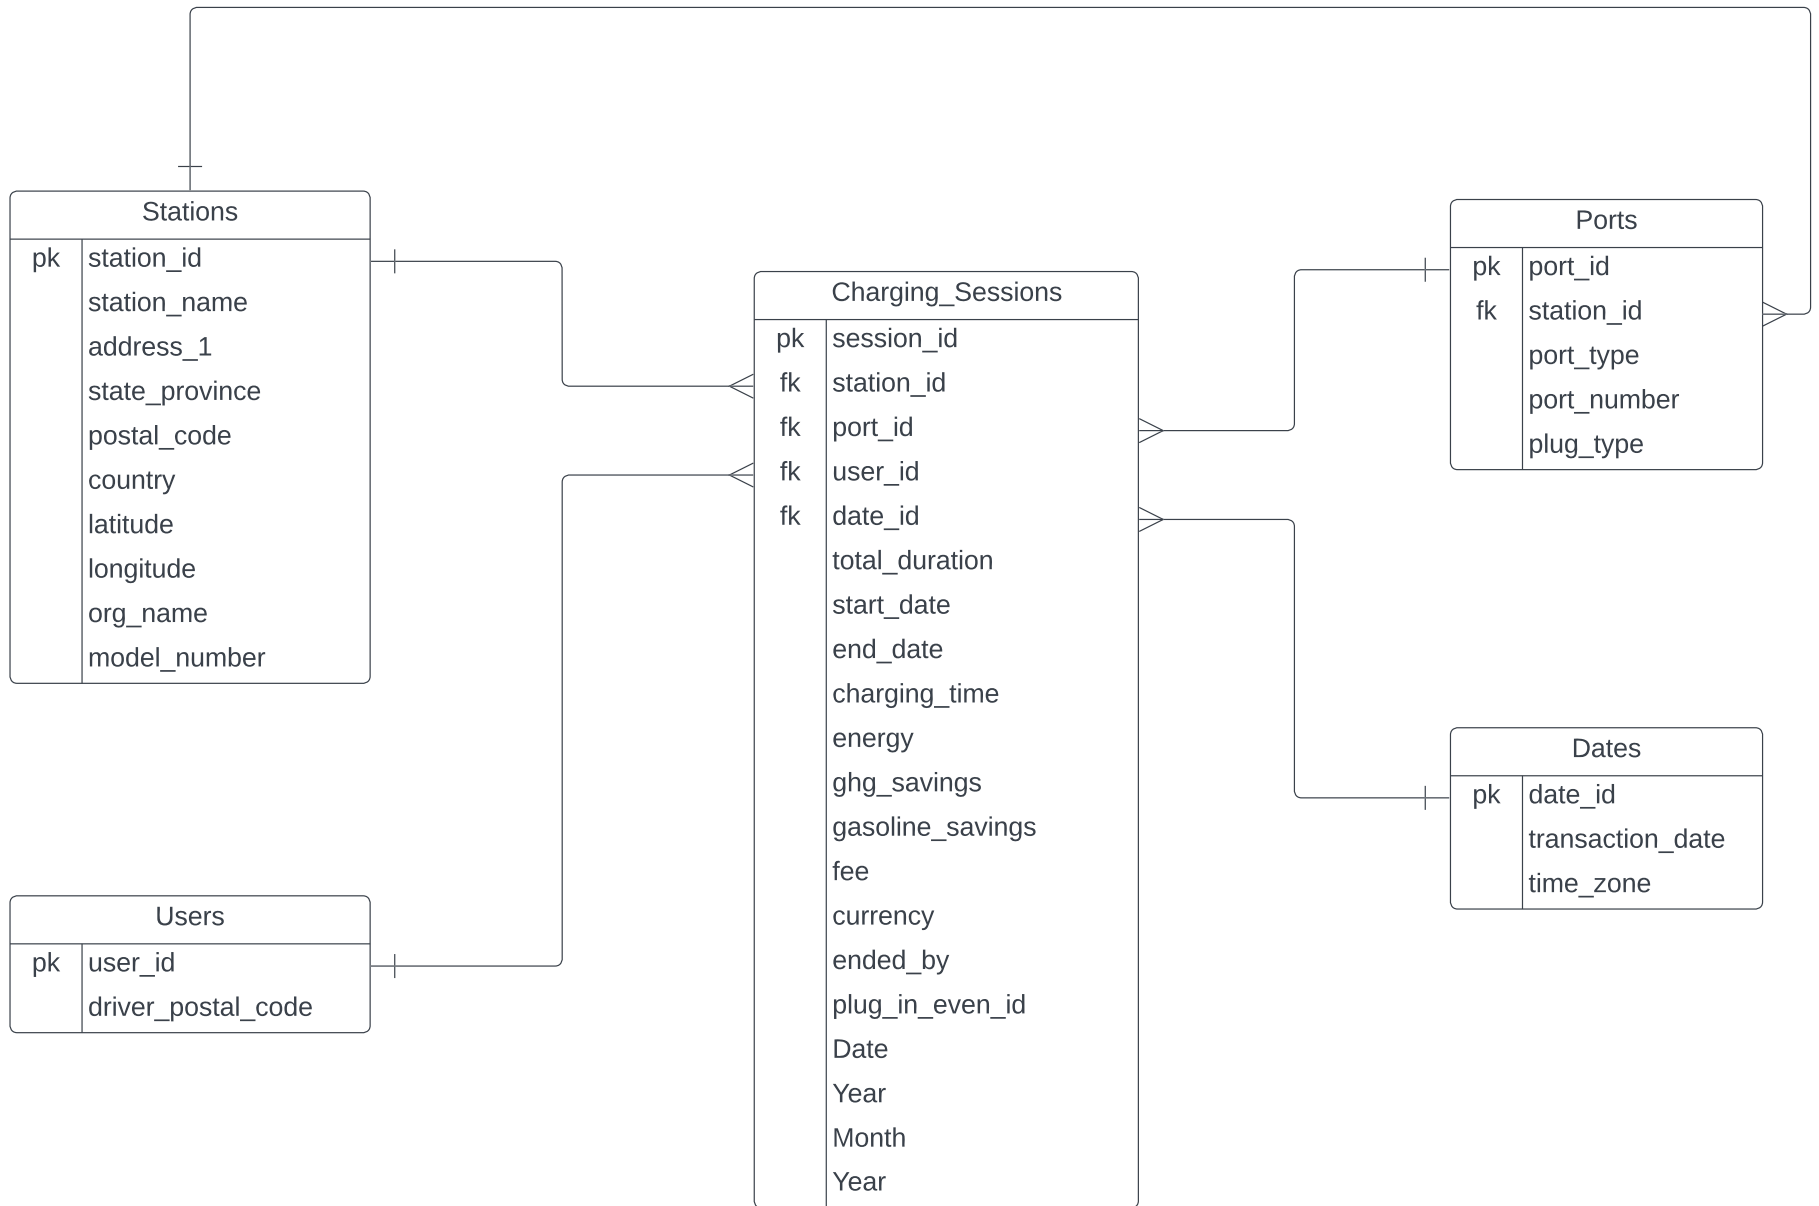 Stations
pk station_id
station_name
address_1
state_province
postal_code
country
latitude
longitude
org_name
model_number
Users
pk user_id
driver_postal_code
Charging_Sessions
pk session_id
fk station_id
fk port_id
fk user_id
fk date_id
total_duration
start_date
end_date
charging_time
energy
ghg_savings
gasoline_savings
fee
currency
ended_by
plug_in_even_id
Date
Year
Month
Year
Ports
pk port_id
fk station_id
port_type
port_number
plug_type
Dates
pk date_id
transaction_date
time_zone